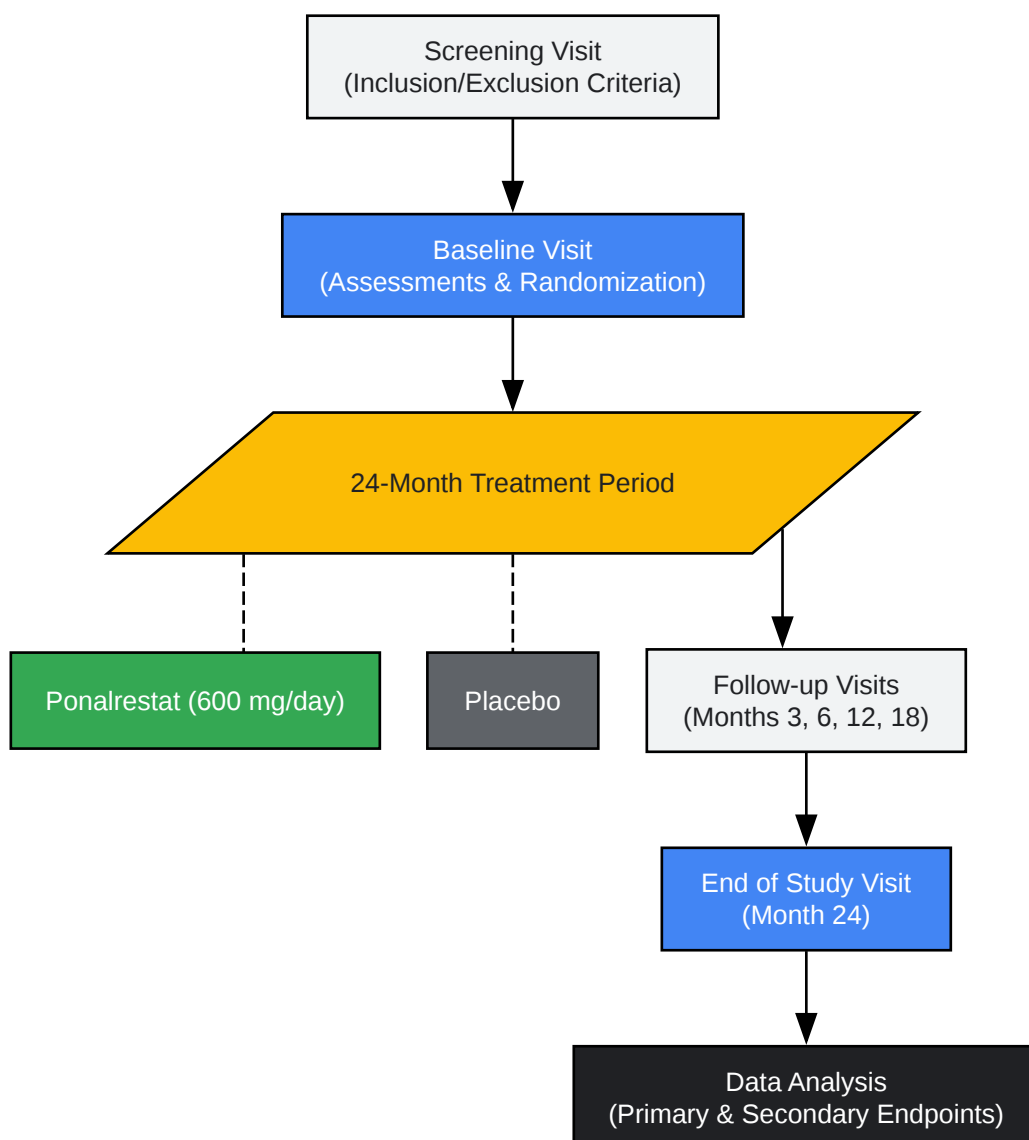 Screening Visit
(Inclusion/Exclusion Criteria)
Baseline Visit
(Assessments & Randomization)
24-Month Treatment Period
Ponalrestat (600 mg/day)
Placebo
Follow-up Visits
(Months 3, 6, 12, 18)
End of Study Visit
(Month 24)
Data Analysis
(Primary & Secondary Endpoints)